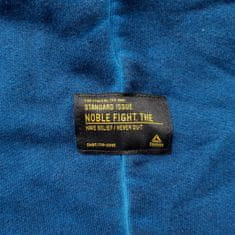 STANDARD ISSUE
NOBLE FIGHT, THE
HAVE BELIEF / NEVER QUIT
Reebok